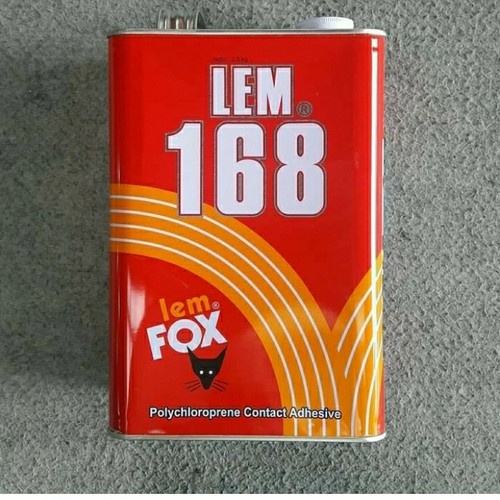 LEM®
168
lem®
FOX
Polychloroprene Contact Adhesive